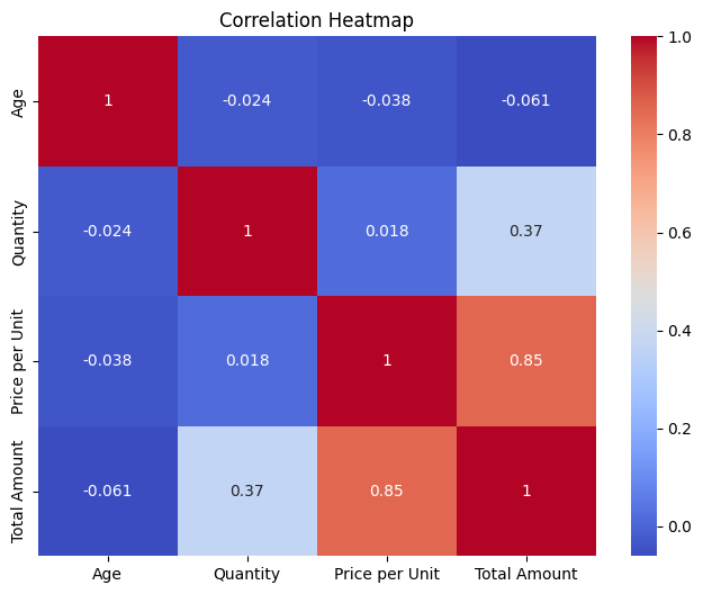 Correlation Heatmap
Age
1
-0.024
-0.038
-0.061
Quantity
-0.024
1
0.018
0.37
Price per Unit
-0.038
0.018
1
0.85
Total Amount
-0.061
0.37
0.85
1
Age
Quantity
Price per Unit
Total Amount
1.0
0.8
0.6
0.4
0.2
0.0